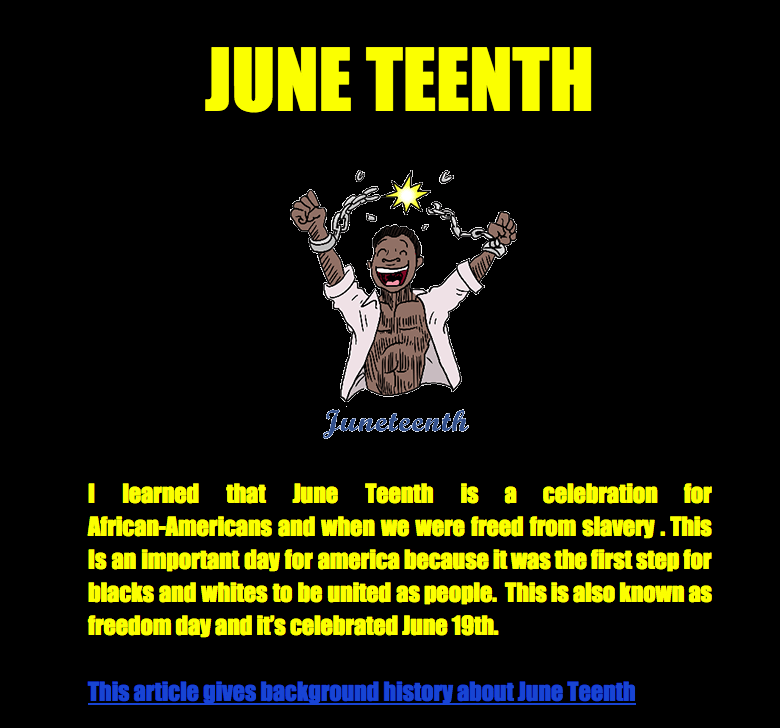 JUNE TEENTH
Juneteenth
I learned that June Teenth is a celebration for
African-Americans and when we were freed from slavery . This
Is an important day for america because it was the first step for
blacks and whites to be united as people.  This is also known as
freedom day and it's celebrated June 19th.
This article gives background history about June Teenth